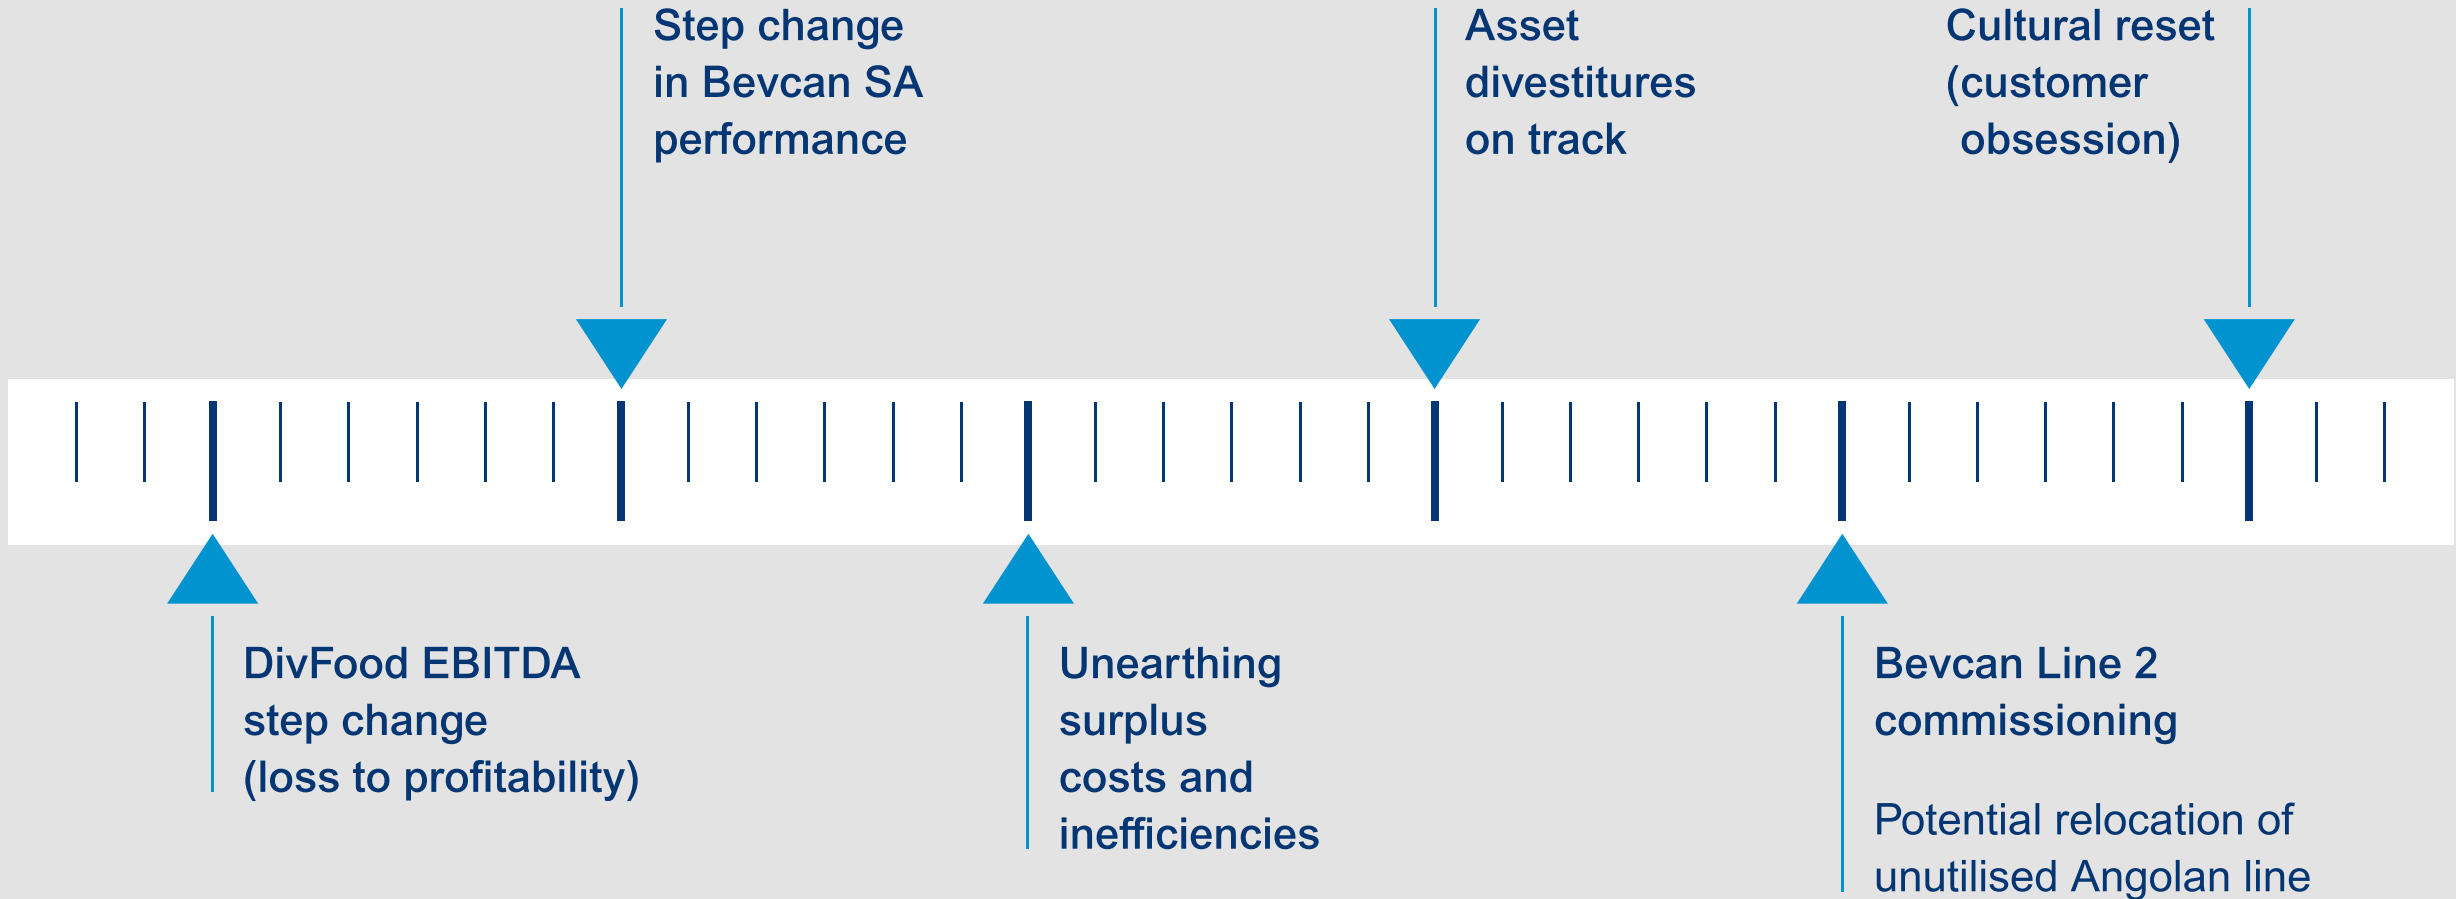 Step change
in Bevcan SA
performance
Asset
divestitures
on track
Cultural reset
(customer
obsession)
DivFood EBITDA
step change
(loss to profitability)
Unearthing
surplus
costs and
inefficiencies
Bevcan Line 2
commissioning
Potential relocation of
unutilised Angolan line